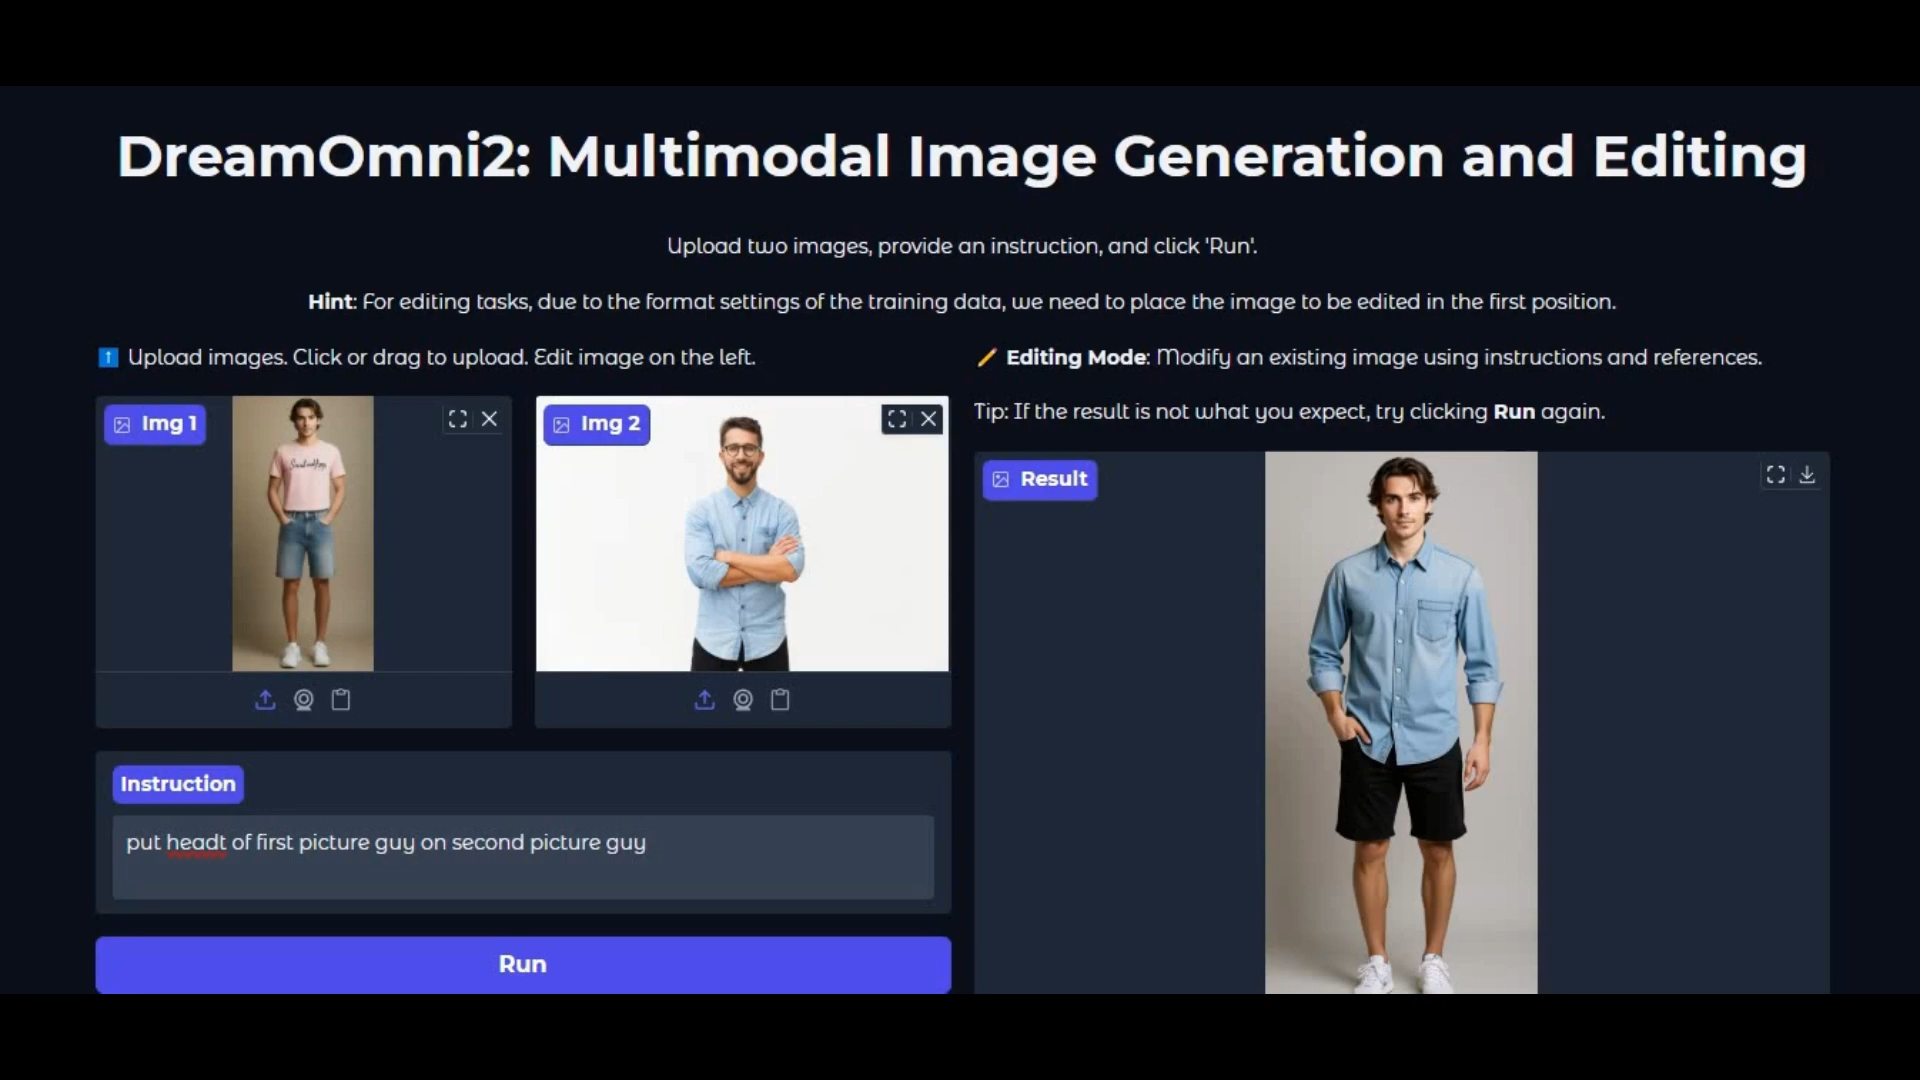 DreamOmni2: Multimodal Image Generation and Editing
Upload two images, provide an instruction, and click 'Run'.
Hint: For editing tasks, due to the format settings of the training data, we need to place the image to be edited in the first position.
Upload images. Click or drag to upload. Edit image on the left.
Editing Mode: Modify an existing image using instructions and references.
Tip: If the result is not what you expect, try clicking Run again.
Img 1
Img 2
Result
Instruction
put headt of first picture guy on second picture guy
Run